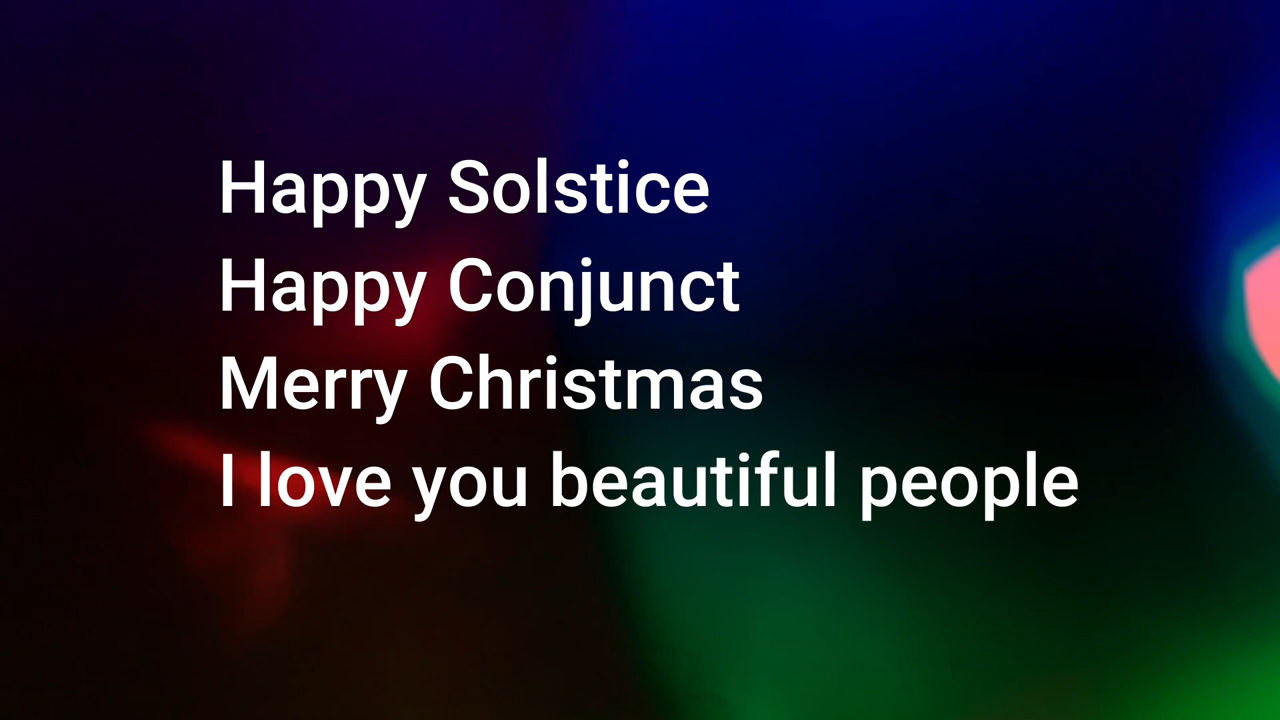 Happy Solstice
Happy Conjunct
Merry Christmas
I love you beautiful people